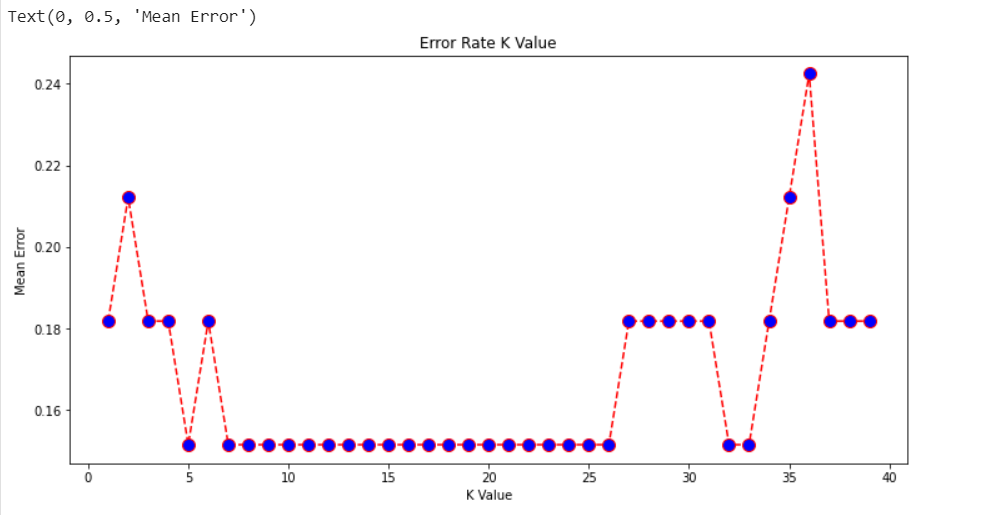 Text(0, 0.5, 'Mean Error')
Error Rate K Value
0.24
0.22
0.20
0.18
0.16
Mean Error
0 5 10 15 20 25 30 35 40
K Value